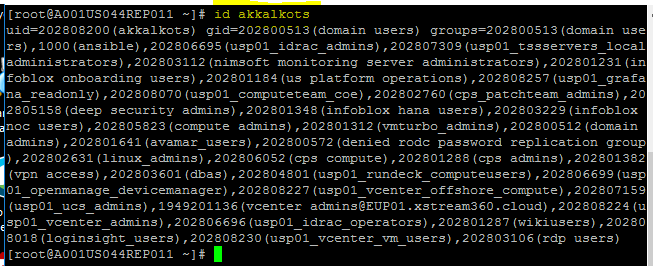 [root@A001US044REP011 ~]# id akkalkots
uid=202808200(akkalkots) gid=202800513(domain users) groups=202800513(domain use
rs),1000(ansible),202806695(usp01_idrac_admins),202807309(usp01_tssservers_local
administrators),202803112(nimsoft monitoring server administrators),202801231(in
foblox onboarding users),202801184(us platform operations),202808257(usp01_grafa
na_readonly),202808070(usp01_computeteam_coe),202802760(cps_patchteam_admins),20
2805158(deep security admins),202801348(infoblox hana users),202803229(infoblox
noc users),202805823(compute admins),202801312(vmturbo_admins),202800512(domain
admins),202801641(avamar_users),202800572(denied rodc password replication group
),202802631(linux_admins),202806052(cps compute),202801288(cps admins),202801382
(vpn access),202803601(dbas),202804801(usp01_rundeck_computeusers),202806699(usp
01_openmanage_devicemanager),202808227(usp01_vcenter_offshore_compute),202807159
(usp01_ucs_admins),1949201136(vcenter admins@EUP01.xstream360.cloud),202808224(u
sp01_vcenter_admins),202806696(usp01_idrac_operators),202801287(wikiusers),20280
8018(loginsight_users),202808230(usp01_vcenter_vm_users),202803106(rdp users)
[root@A001US044REP011 ~]#